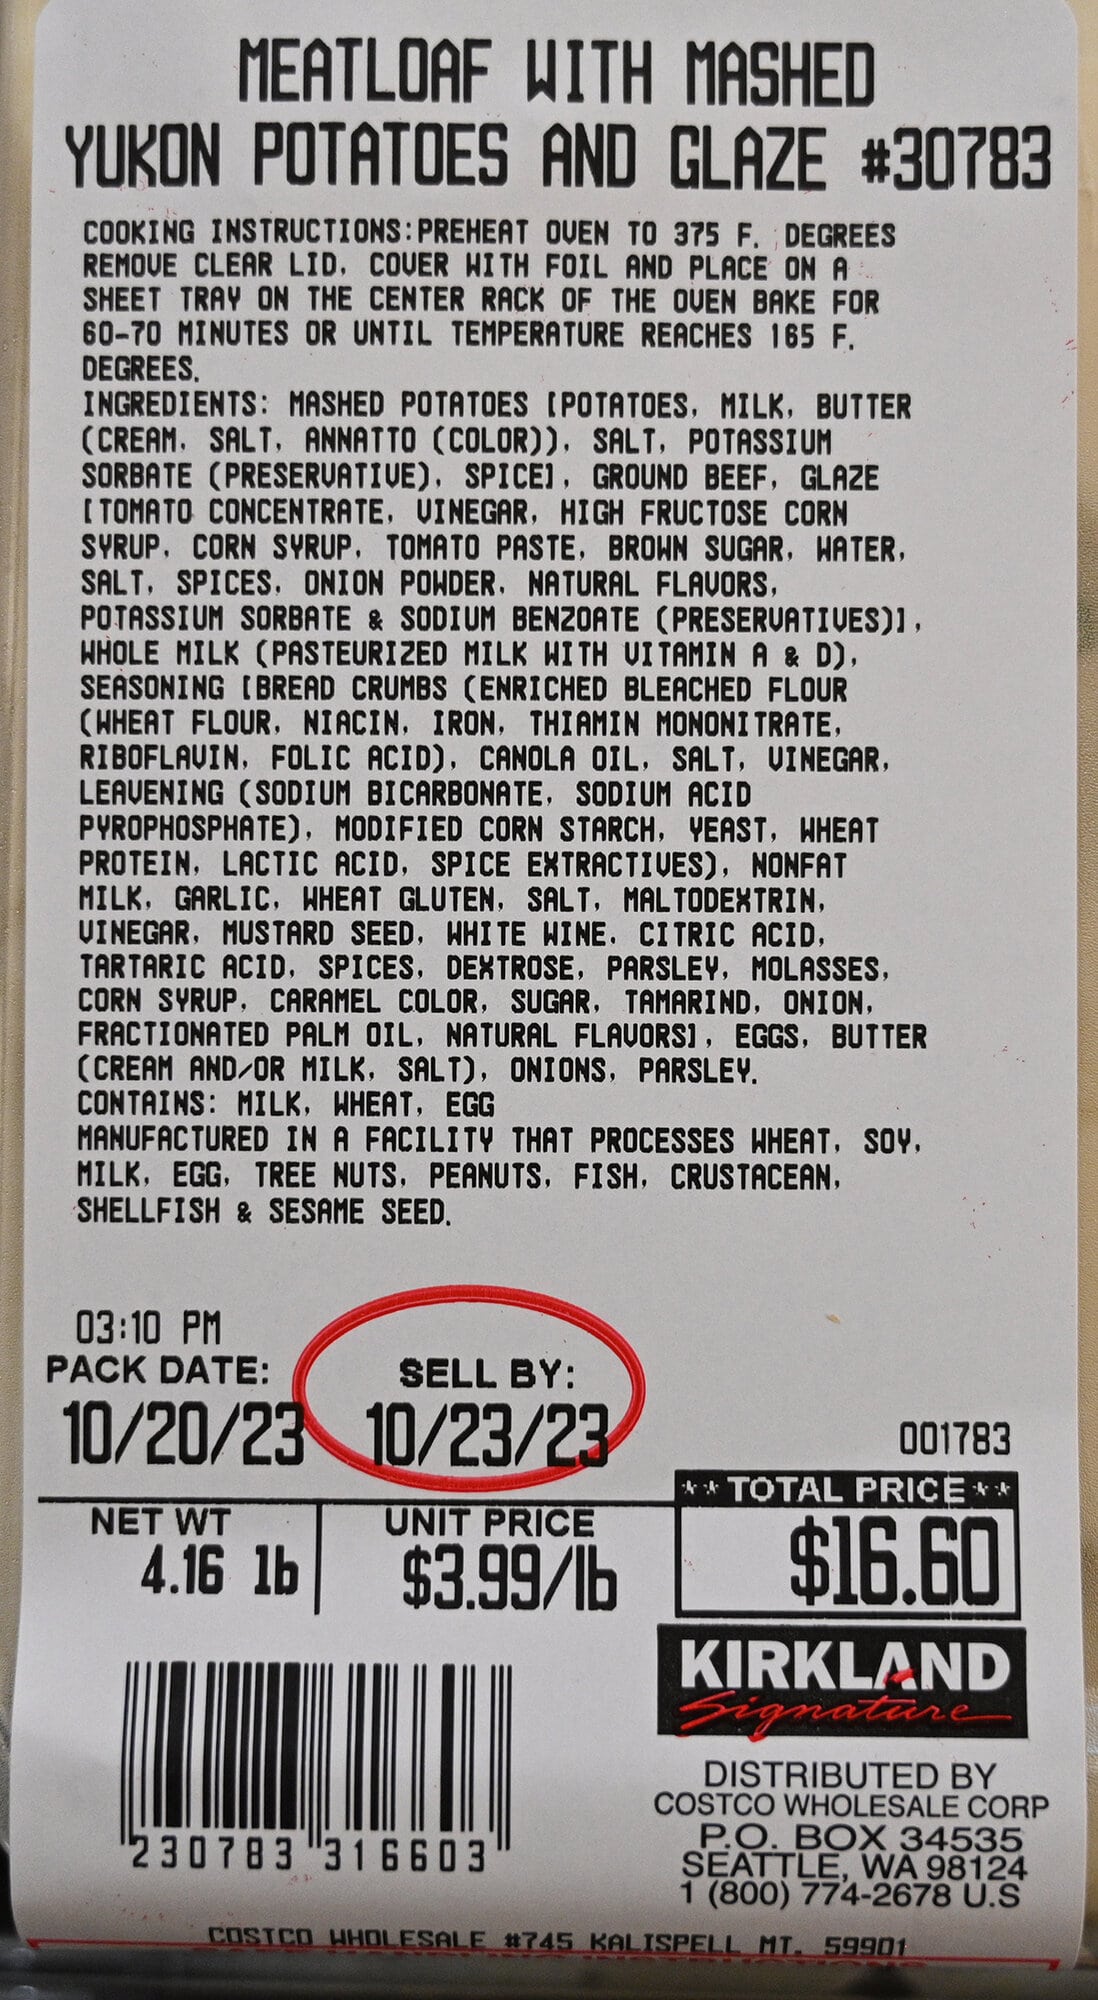 MEATLOAF WITH MASHED
YUKON POTATOES AND GLAZE #30783
COOKING INSTRUCTIONS:PREHEAT OVEN TO 375 F. DEGREES
REMOVE CLEAR LID. COVER WITH FOIL AND PLACE ON A
SHEET TRAY ON THE CENTER RACK OF THE OVEN BAKE FOR
60-70 MINUTES OR UNTIL TEMPERATURE REACHES 165 F.
DEGREES.
INGREDIENTS: MASHED POTATOES [POTATOES, MILK, BUTTER
(CREAM, SALT, ANNATTO (COLOR)), SALT, POTASSIUM
SORBATE (PRESERVATIVE), SPICE], GROUND BEEF, GLAZE
[TOMATO CONCENTRATE, VINEGAR, HIGH FRUCTOSE CORN
SYRUP, CORN SYRUP, TOMATO PASTE, BROWN SUGAR, WATER,
SALT, SPICES, ONION POWDER, NATURAL FLAVORS,
POTASSIUM SORBATE & SODIUM BENZOATE (PRESERVATIVES)],
WHOLE MILK (PASTEURIZED MILK WITH VITAMIN A & D),
SEASONING [BREAD CRUMBS (ENRICHED BLEACHED FLOUR
(WHEAT FLOUR, NIACIN, IRON, THIAMIN MONONITRATE,
RIBOFLAVIN, FOLIC ACID), CANOLA OIL, SALT, VINEGAR,
LEAVENING (SODIUM BICARBONATE, SODIUM ACID
PYROPHOSPHATE), MODIFIED CORN STARCH, YEAST, WHEAT
PROTEIN, LACTIC ACID, SPICE EXTRACTIVES), NONFAT
MILK, GARLIC, WHEAT GLUTEN, SALT, MALTODEXTRIN,
VINEGAR, MUSTARD SEED, WHITE WINE, CITRIC ACID,
TARTARIC ACID, SPICES, DEXTROSE, PARSLEY, MOLASSES,
CORN SYRUP, CARAMEL COLOR, SUGAR, TAMARIND, ONION,
FRACTIONATED PALM OIL, NATURAL FLAVORS], EGGS, BUTTER
(CREAM AND/OR MILK, SALT), ONIONS, PARSLEY.
CONTAINS: MILK, WHEAT, EGG
MANUFACTURED IN A FACILITY THAT PROCESSES WHEAT, SOY,
MILK, EGG, TREE NUTS, PEANUTS, FISH, CRUSTACEAN,
SHELLFISH & SESAME SEED.
03:10 PM
PACK DATE: SELL BY:
10/20/23 10/23/23
001783
**TOTAL PRICE**
NET WT UNIT PRICE
4.16 lb $3.99/lb $16.60
KIRKLAND
Signature
230783 316603
DISTRIBUTED BY
COSTCO WHOLESALE CORP
P.O. BOX 34535
SEATTLE, WA 98124
1 (800) 774-2678 U.S
COSTCO WHOLESALE #745 KALISPELL MT. 59901